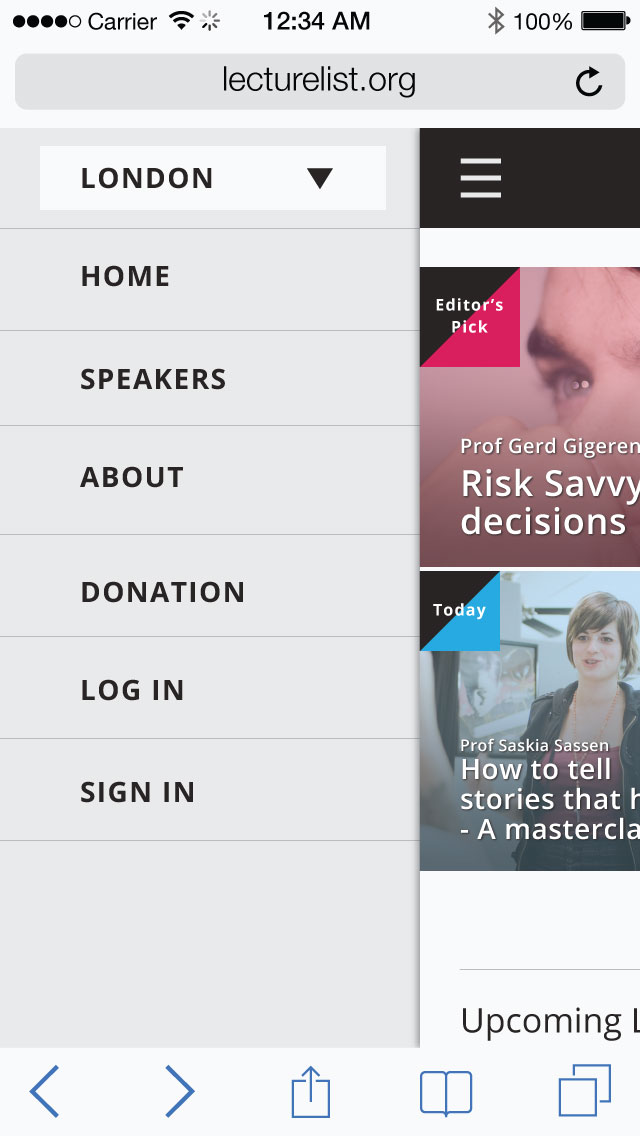 Carrier 12:34 AM 100%
lecturelist.org
LONDON
HOME
SPEAKERS
ABOUT
DONATION
LOG IN
SIGN IN
Editor's
Pick
Prof Gerd Gigeren
Risk Savvy
decisions
Today
Prof Saskia Sassen
How to tell
stories that h
- A mastercla
Upcoming L